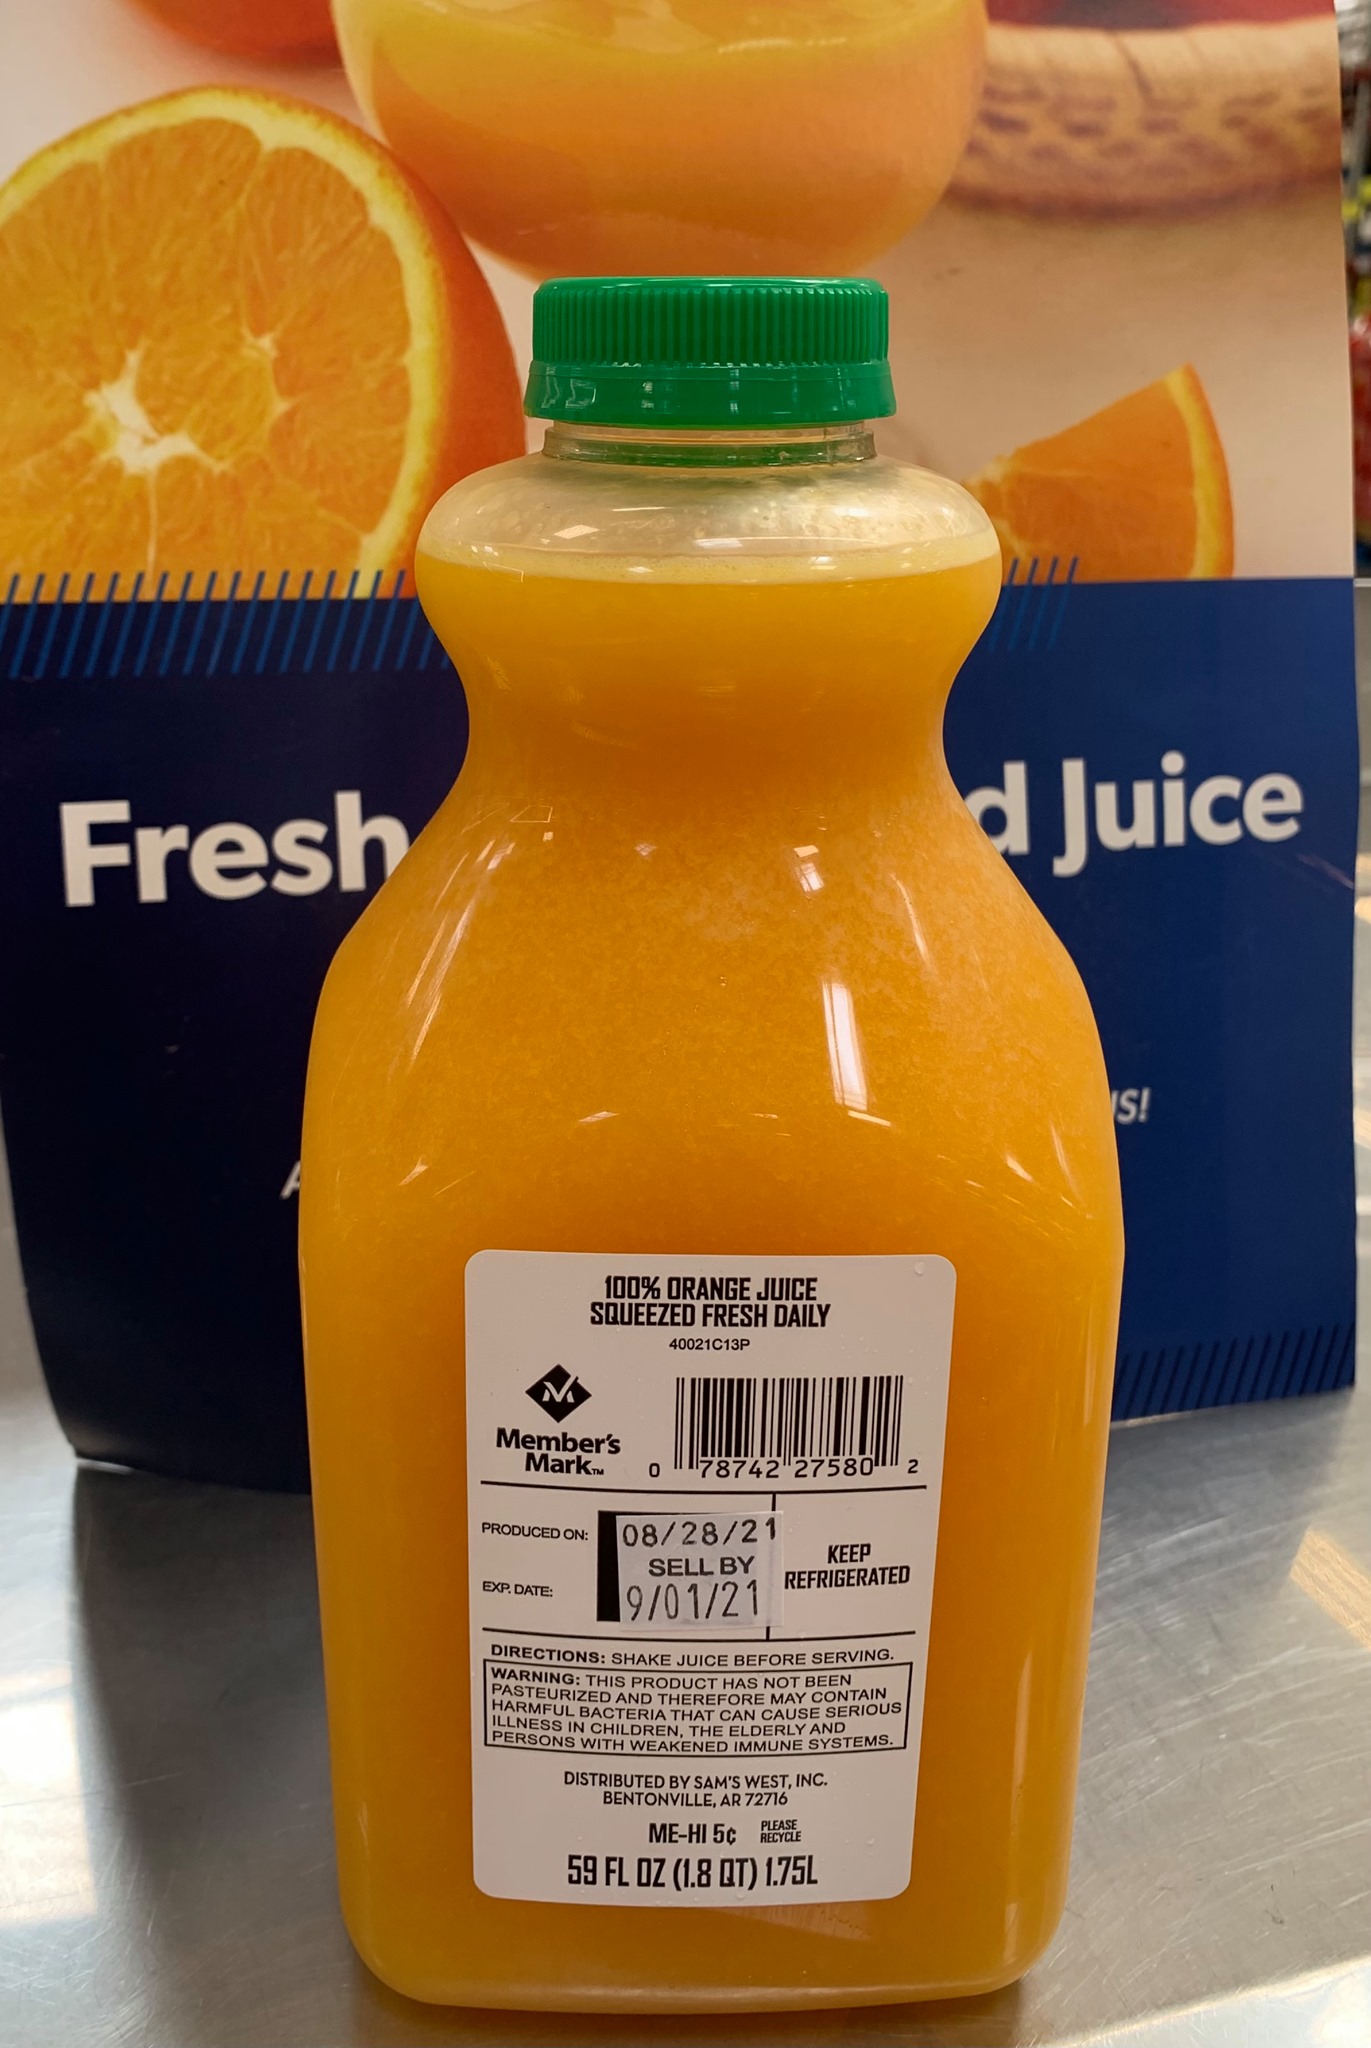 Fresh
d Juice
A
us!
100% ORANGE JUICE
SQUEEZED FRESH DAILY
40021C13P
Member's
Mark™
0 78742 27580 2
PRODUCED ON: 08/28/21
SELL BY
EXP. DATE: 9/01/21
KEEP
REFRIGERATED
DIRECTIONS: SHAKE JUICE BEFORE SERVING.
WARNING: THIS PRODUCT HAS NOT BEEN
PASTEURIZED AND THEREFORE MAY CONTAIN
HARMFUL BACTERIA THAT CAN CAUSE SERIOUS
ILLNESS IN CHILDREN, THE ELDERLY AND
PERSONS WITH WEAKENED IMMUNE SYSTEMS.
DISTRIBUTED BY SAM'S WEST, INC.
BENTONVILLE, AR 72716
ME-HI 5¢
PLEASE
RECYCLE
59 FL OZ (1.8 QT) 1.75L